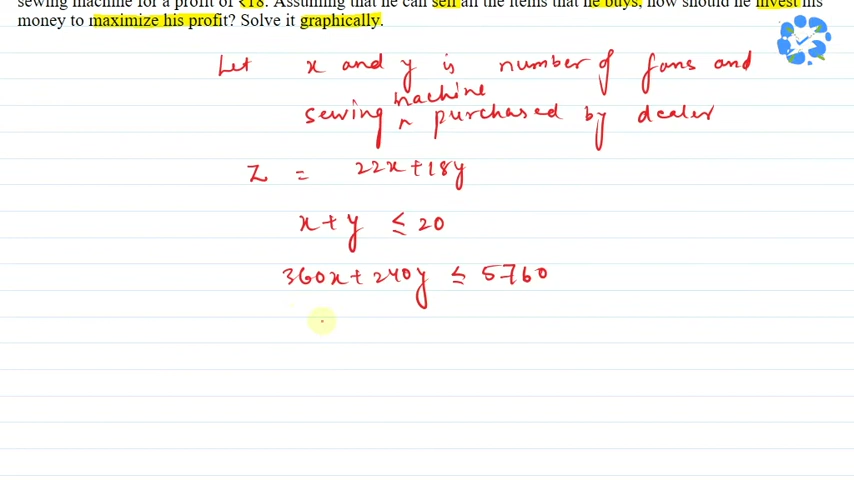 sewing machine for a profit of ₹18. Assuming that he can sell all the items that he buys, how should he invest his
money to maximize his profit? Solve it graphically.
Let x and y is number of fans and
machine
sewing ^ purchased by dealer
Z = 22x+18y
x+y ≤ 20
360x+240y ≤ 5760